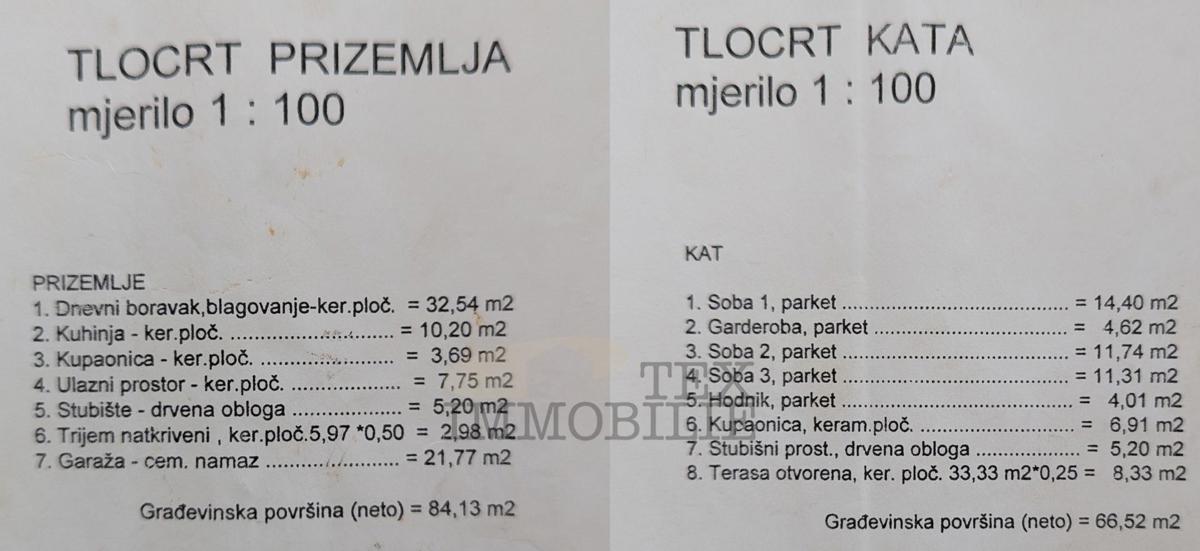 TLOCRT PRIZEMLJA
mjerilo 1 : 100
PRIZEMLJE
1. Dnevni boravak,blagovanje-ker.ploč. = 32,54 m2
2. Kuhinja - ker.ploč. .......................... = 10,20 m2
3. Kupaonica - ker.ploč. ..................... = 3,69 m2
4. Ulazni prostor - ker.ploč. ................. = 7,75 m2
5. Stubište - drvena obloga ................. = 5,20 m2
6. Trijem natkriveni , ker.ploč.5,97 *0,50 = 2,98 m2
7. Garaža - cem. namaz ..................... = 21,77 m2
Građevinska površina (neto) = 84,13 m2
TLOCRT KATA
mjerilo 1 : 100
KAT
1. Soba 1, parket ..................................... = 14,40 m2
2. Garderoba, parket ................................ = 4,62 m2
3. Soba 2, parket ..................................... = 11,74 m2
4. Soba 3, parket ..................................... = 11,31 m2
5. Hodnik, parket ..................................... = 4,01 m2
6. Kupaonica, keram.ploč. ......................... = 6,91 m2
7. Stubišni prost., drvena obloga ................. = 5,20 m2
8. Terasa otvorena, ker. ploč. 33,33 m2*0,25 = 8,33 m2
Građevinska površina (neto) = 66,52 m2
TEX
IMMOBILIE